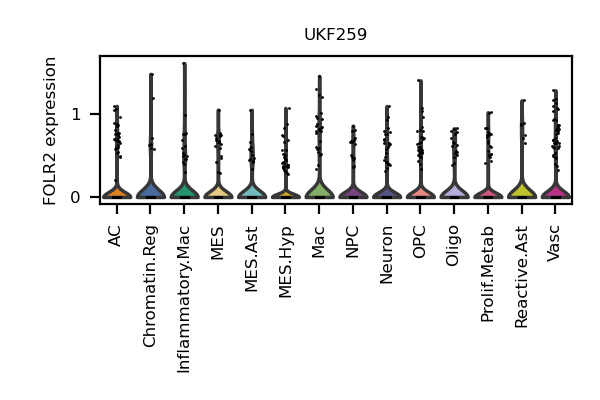 UKF259
FOLR2 expression
1
0
AC
Chromatin.Reg
Inflammatory.Mac
MES
MES.Ast
MES.Hyp
Mac
NPC
Neuron
OPC
Oligo
Prolif.Metab
Reactive.Ast
Vasc